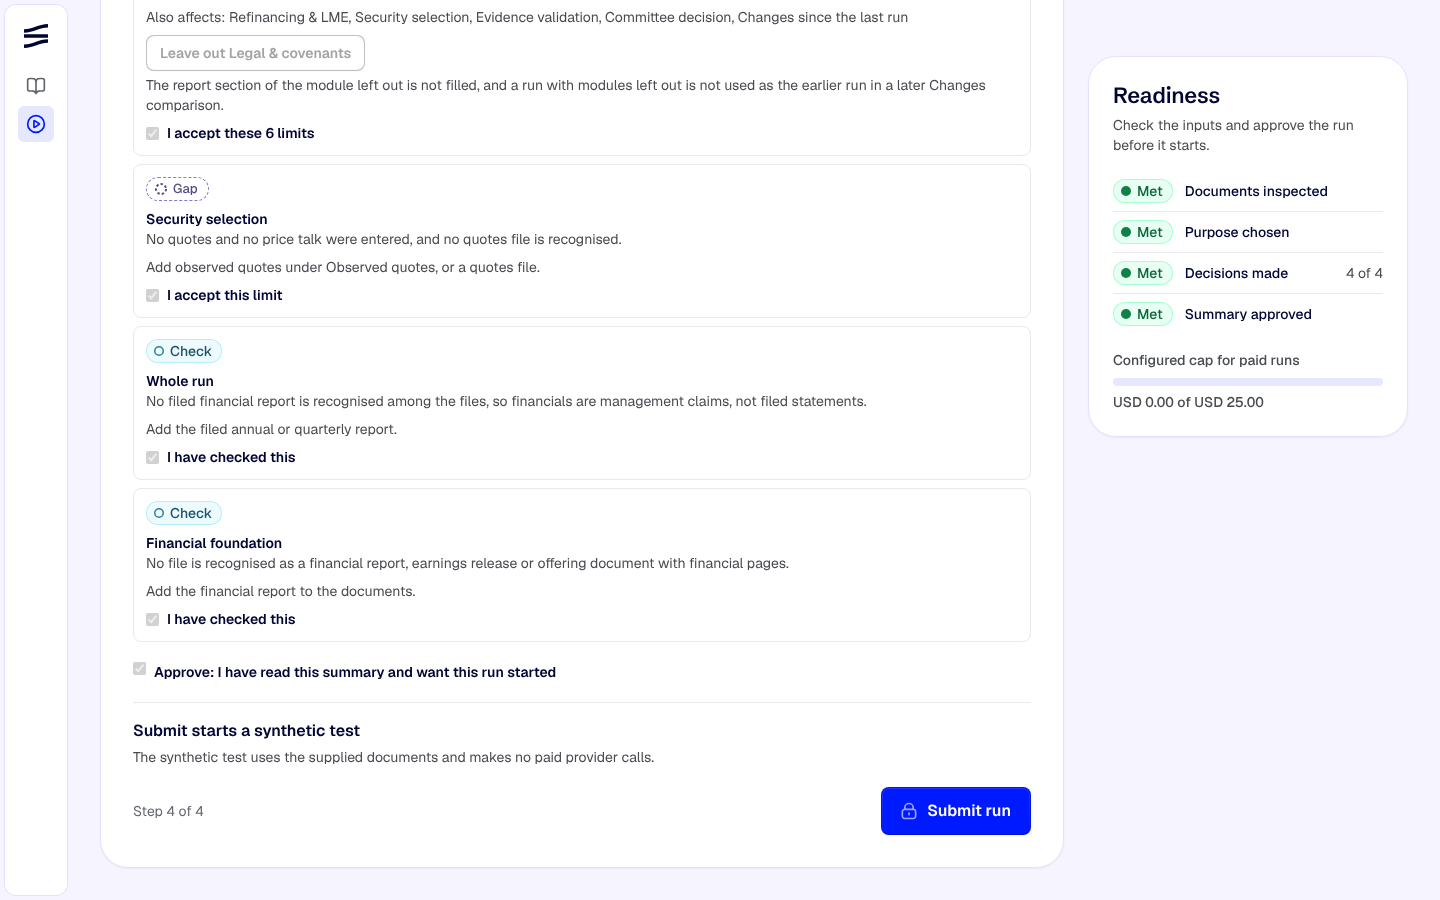 Also affects: Refinancing & LME, Security selection, Evidence validation, Committee decision, Changes since the last run
Leave out Legal & covenants
The report section of the module left out is not filled, and a run with modules left out is not used as the earlier run in a later Changes
comparison.
I accept these 6 limits
Gap
Security selection
No quotes and no price talk were entered, and no quotes file is recognised.
Add observed quotes under Observed quotes, or a quotes file.
I accept this limit
Check
Whole run
No filed financial report is recognised among the files, so financials are management claims, not filed statements.
Add the filed annual or quarterly report.
I have checked this
Check
Financial foundation
No file is recognised as a financial report, earnings release or offering document with financial pages.
Add the financial report to the documents.
I have checked this
Approve: I have read this summary and want this run started
Submit starts a synthetic test
The synthetic test uses the supplied documents and makes no paid provider calls.
Step 4 of 4
Submit run
Readiness
Check the inputs and approve the run
before it starts.
Met Documents inspected
Met Purpose chosen
Met Decisions made 4 of 4
Met Summary approved
Configured cap for paid runs
USD 0.00 of USD 25.00